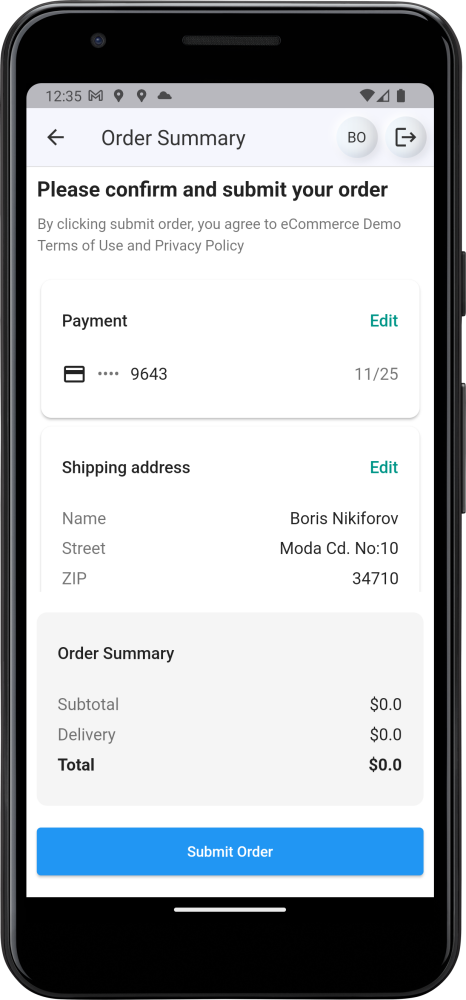 12:35
Order Summary
BO
Please confirm and submit your order
By clicking submit order, you agree to eCommerce Demo
Terms of Use and Privacy Policy
Payment Edit
•••• 9643 11/25
Shipping address Edit
Name Boris Nikiforov
Street Moda Cd. No:10
ZIP 34710
Order Summary
Subtotal $0.0
Delivery $0.0
Total $0.0
Submit Order